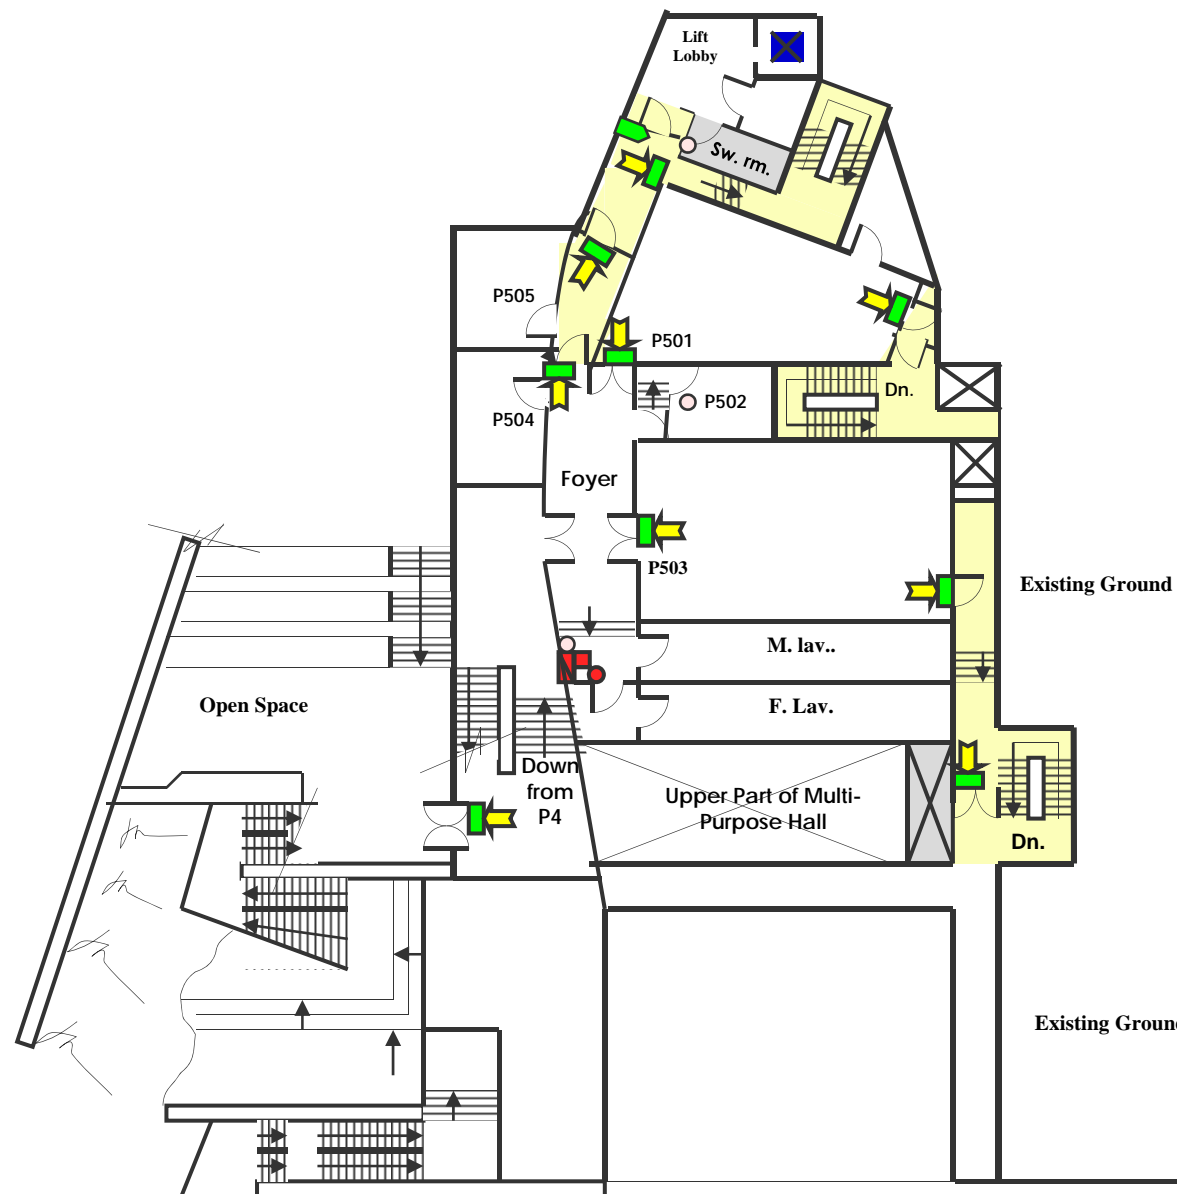 Lift
Lobby
Sw. rm.
P505
P501
Dn.
P502
P504
Foyer
P503
Existing Ground
M. lav..
F. Lav.
Open Space
Down
from
P4
Upper Part of Multi-
Purpose Hall
Dn.
Existing Ground